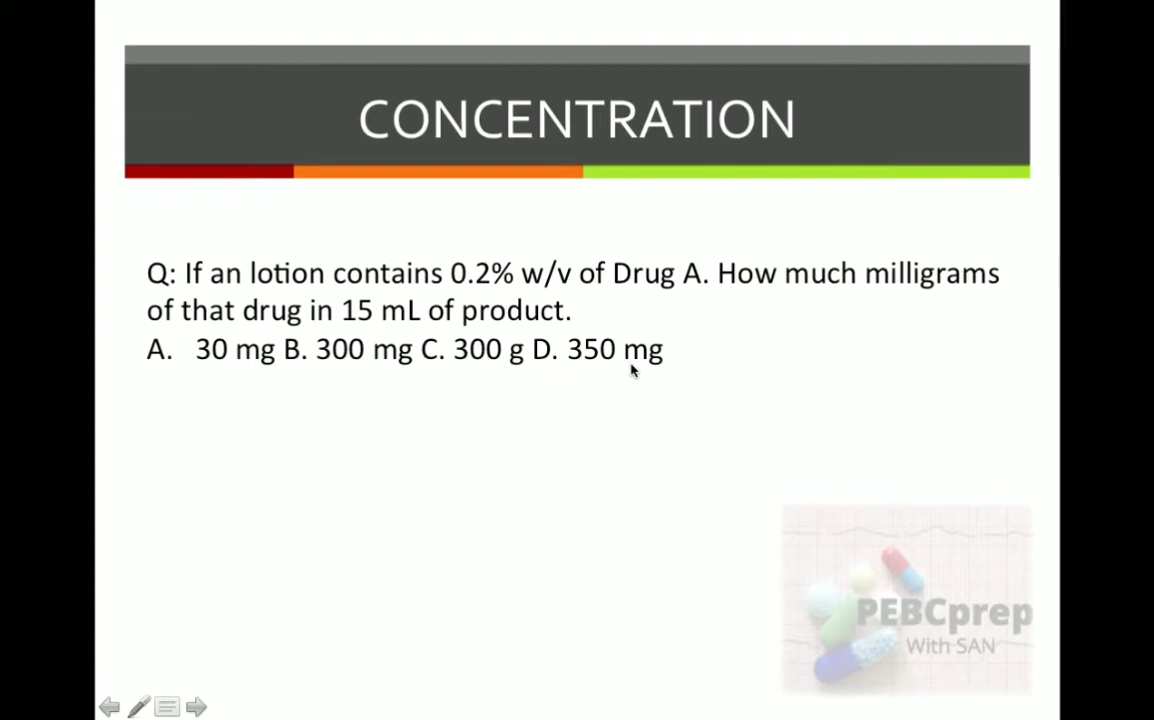 CONCENTRATION
Q: If an lotion contains 0.2% w/v of Drug A. How much milligrams
of that drug in 15 mL of product.
A. 30 mg B. 300 mg C. 300 g D. 350 mg
PEBCprep
With SAN